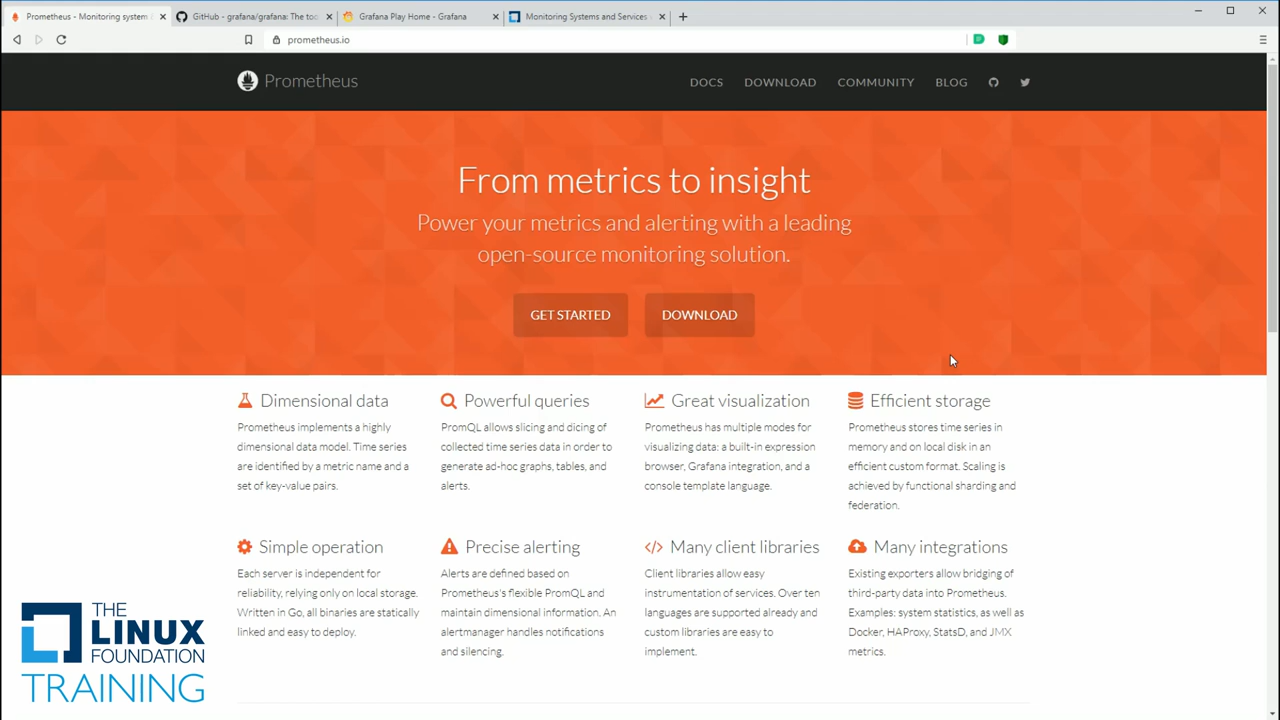 Prometheus - Monitoring system
GitHub - grafana/grafana: The too
Grafana Play Home - Grafana
Monitoring Systems and Services
prometheus.io
Prometheus
DOCS
DOWNLOAD
COMMUNITY
BLOG
From metrics to insight
Power your metrics and alerting with a leading
open-source monitoring solution.
GET STARTED
DOWNLOAD
Dimensional data
Prometheus implements a highly
dimensional data model. Time series
are identified by a metric name and a
set of key-value pairs.
Powerful queries
PromQL allows slicing and dicing of
collected time series data in order to
generate ad-hoc graphs, tables, and
alerts.
Great visualization
Prometheus has multiple modes for
visualizing data: a built-in expression
browser, Grafana integration, and a
console template language.
Efficient storage
Prometheus stores time series in
memory and on local disk in an
efficient custom format. Scaling is
achieved by functional sharding and
federation.
Simple operation
Each server is independent for
reliability, relying only on local storage.
Written in Go, all binaries are statically
linked and easy to deploy.
Precise alerting
Alerts are defined based on
Prometheus's flexible PromQL and
maintain dimensional information. An
alertmanager handles notifications
and silencing.
Many client libraries
Client libraries allow easy
instrumentation of services. Over ten
languages are supported already and
custom libraries are easy to
implement.
Many integrations
Existing exporters allow bridging of
third-party data into Prometheus.
Examples: system statistics, as well as
Docker, HAProxy, StatsD, and JMX
metrics.
THE
LINUX
FOUNDATION
TRAINING